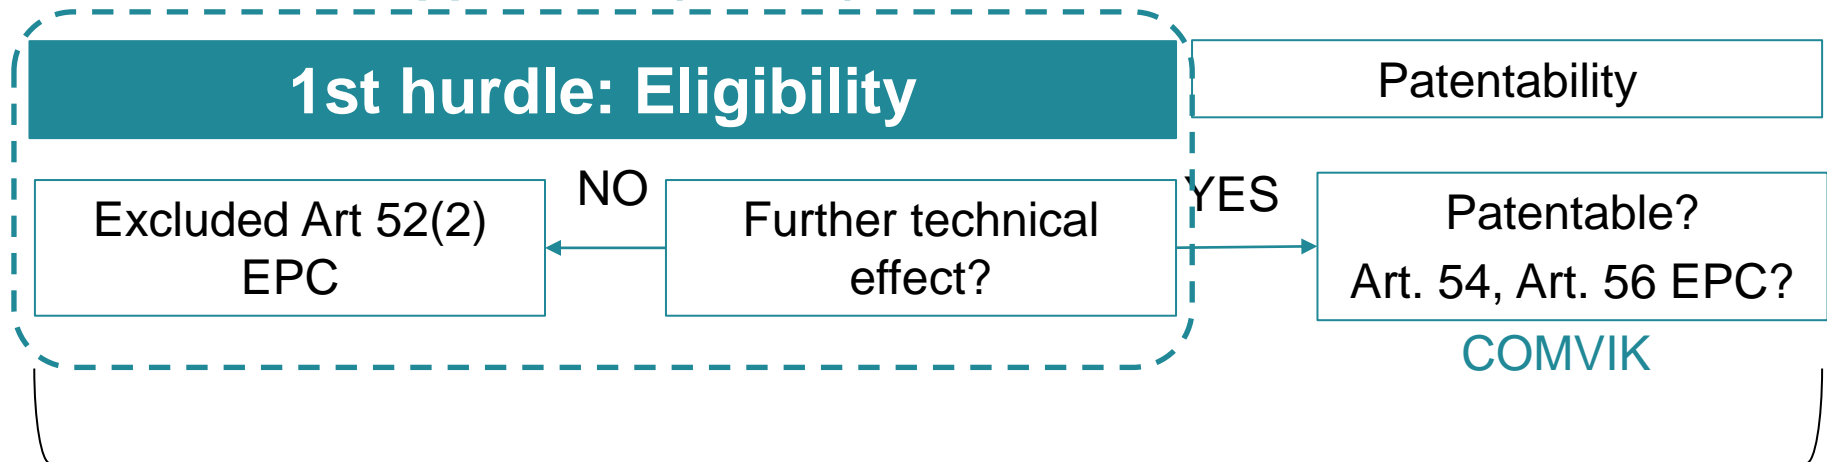 1st hurdle: Eligibility
Patentability
Excluded Art 52(2)
EPC
NO
Further technical
effect?
YES
Patentable?
Art. 54, Art. 56 EPC?
COMVIK